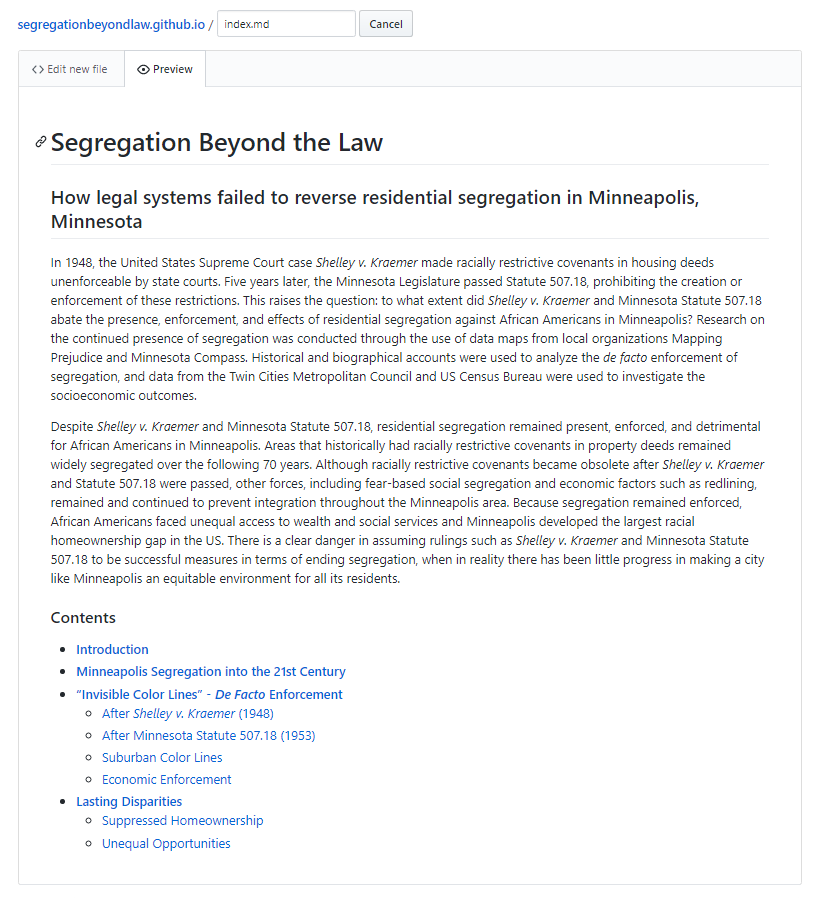 segregationbeyondlaw.github.io / index.md Cancel
Edit new file Preview
Segregation Beyond the Law
How legal systems failed to reverse residential segregation in Minneapolis,
Minnesota
In 1948, the United States Supreme Court case Shelley v. Kraemer made racially restrictive covenants in housing deeds
unenforceable by state courts. Five years later, the Minnesota Legislature passed Statute 507.18, prohibiting the creation or
enforcement of these restrictions. This raises the question: to what extent did Shelley v. Kraemer and Minnesota Statute 507.18
abate the presence, enforcement, and effects of residential segregation against African Americans in Minneapolis? Research on
the continued presence of segregation was conducted through the use of data maps from local organizations Mapping
Prejudice and Minnesota Compass. Historical and biographical accounts were used to analyze the de facto enforcement of
segregation, and data from the Twin Cities Metropolitan Council and US Census Bureau were used to investigate the
socioeconomic outcomes.
Despite Shelley v. Kraemer and Minnesota Statute 507.18, residential segregation remained present, enforced, and detrimental
for African Americans in Minneapolis. Areas that historically had racially restrictive covenants in property deeds remained
widely segregated over the following 70 years. Although racially restrictive covenants became obsolete after Shelley v. Kraemer
and Statute 507.18 were passed, other forces, including fear-based social segregation and economic factors such as redlining,
remained and continued to prevent integration throughout the Minneapolis area. Because segregation remained enforced,
African Americans faced unequal access to wealth and social services and Minneapolis developed the largest racial
homeownership gap in the US. There is a clear danger in assuming rulings such as Shelley v. Kraemer and Minnesota Statute
507.18 to be successful measures in terms of ending segregation, when in reality there has been little progress in making a city
like Minneapolis an equitable environment for all its residents.
Contents
Introduction
Minneapolis Segregation into the 21st Century
“Invisible Color Lines” - De Facto Enforcement
After Shelley v. Kraemer (1948)
After Minnesota Statute 507.18 (1953)
Suburban Color Lines
Economic Enforcement
Lasting Disparities
Suppressed Homeownership
Unequal Opportunities